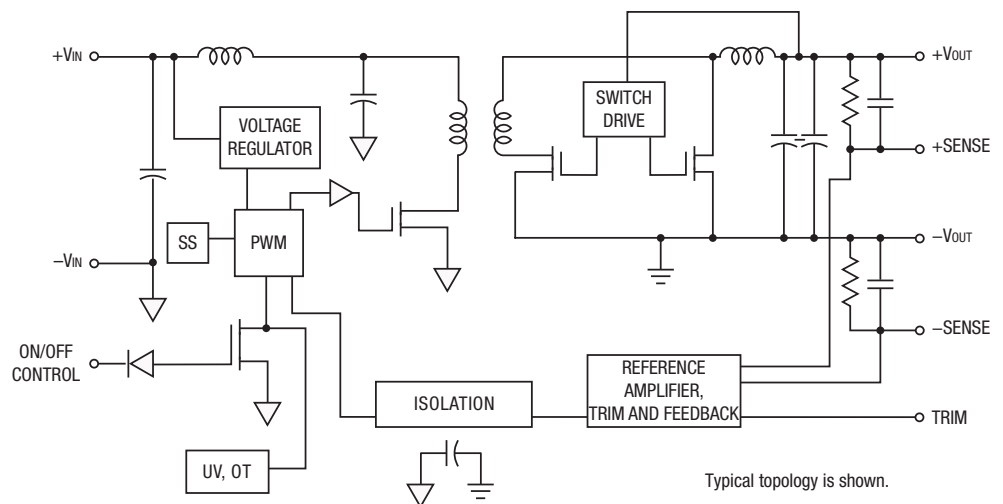 +VIN
+VOUT
SWITCH
DRIVE
VOLTAGE
REGULATOR
+SENSE
SS
PWM
−VOUT
−VIN
−SENSE
ON/OFF
CONTROL
REFERENCE
AMPLIFIER,
TRIM AND FEEDBACK
ISOLATION
TRIM
UV, OT
Typical topology is shown.